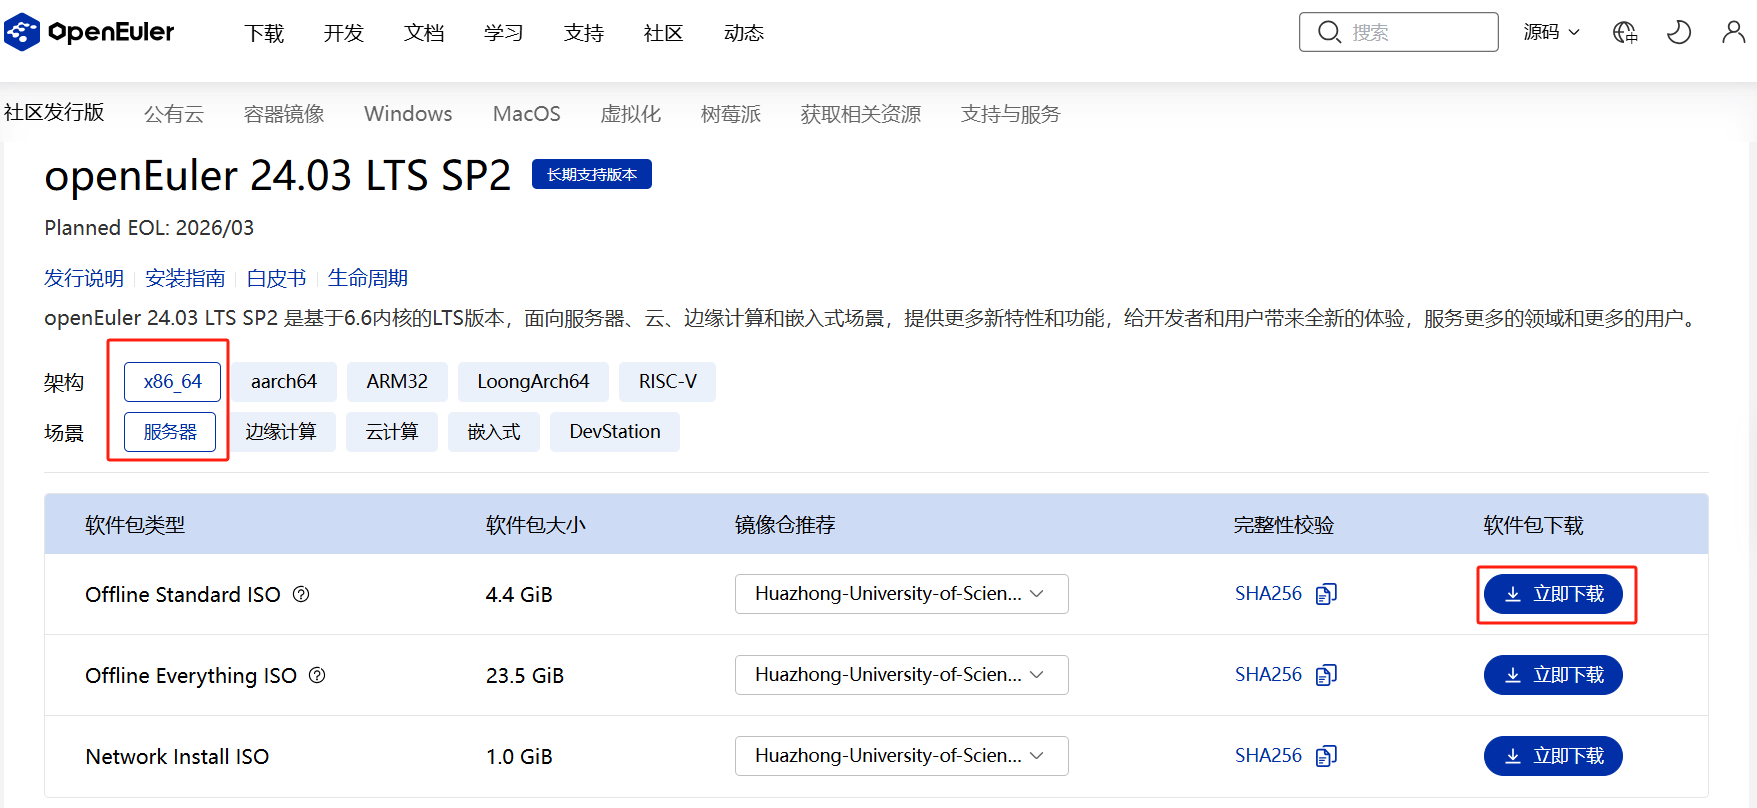 openEuler 下载 开发 文档 学习 支持 社区 动态 搜索 源码 中
社区发行版 公有云 容器镜像 Windows MacOS 虚拟化 树莓派 获取相关资源 支持与服务
openEuler 24.03 LTS SP2 长期支持版本
Planned EOL: 2026/03
发行说明 安装指南 白皮书 生命周期
openEuler 24.03 LTS SP2 是基于6.6内核的LTS版本，面向服务器、云、边缘计算和嵌入式场景，提供更多新特性和功能，给开发者和用户带来全新的体验，服务更多的领域和更多的用户。
架构 x86_64 aarch64 ARM32 LoongArch64 RISC-V
场景 服务器 边缘计算 云计算 嵌入式 DevStation
软件包类型 软件包大小 镜像仓推荐 完整性校验 软件包下载
Offline Standard ISO ? 4.4 GiB Huazhong-University-of-Scien... SHA256 立即下载
Offline Everything ISO ? 23.5 GiB Huazhong-University-of-Scien... SHA256 立即下载
Network Install ISO 1.0 GiB Huazhong-University-of-Scien... SHA256 立即下载